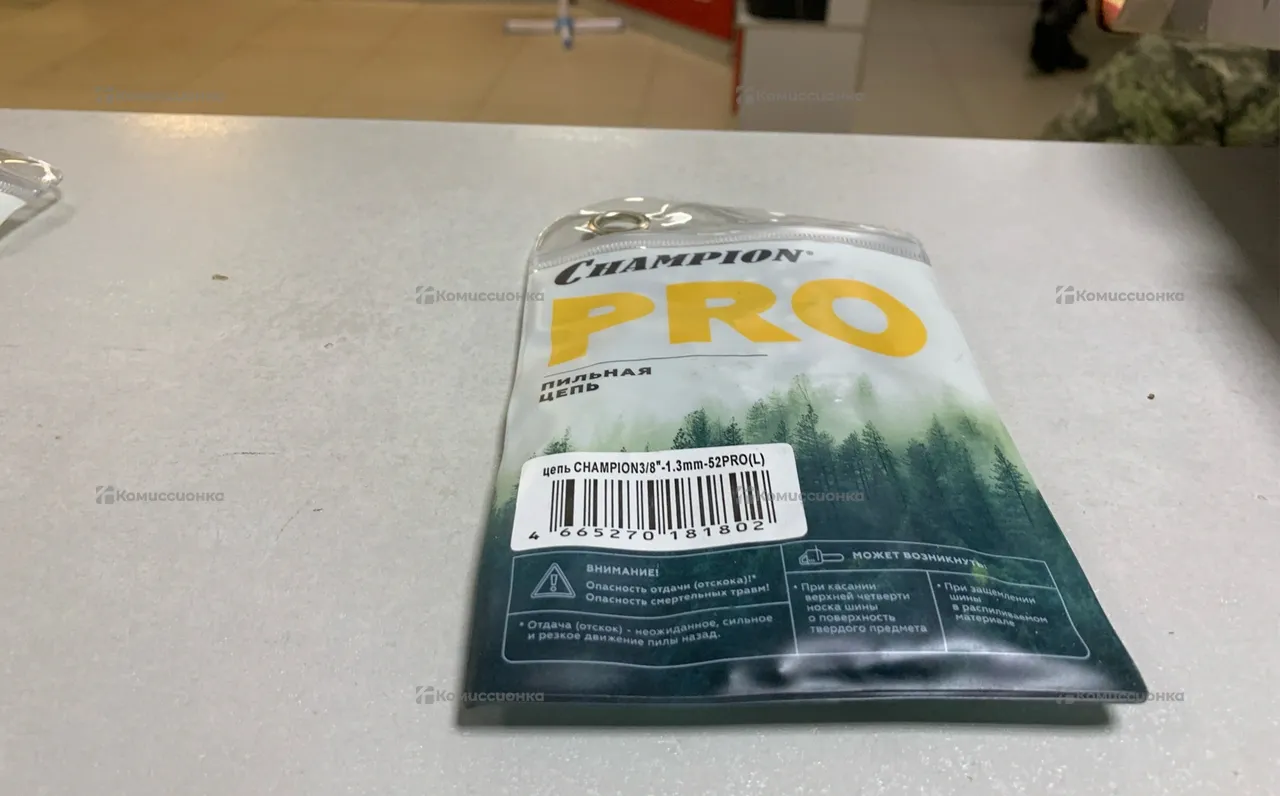 CHAMPION®
PRO
ПИЛЬНАЯ
ЦЕПЬ
цепь CHAMPION3/8"-1.3mm-52PRO(L)
4 665270 181802
ВНИМАНИЕ!
Опасность отдачи (отскока)!*
Опасность смертельных травм!
* Отдача (отскок) - неожиданное, сильное
и резкое движение пилы назад.
МОЖЕТ ВОЗНИКНУТЬ:
• При касании
верхней четверти
носка шины
о поверхность
твердого предмета
• При защемлении
шины
в распиливаемом
материале
Комиссионка
Комиссионка
Комиссионка
Комиссионка
Комиссионка
Комиссионка
Комиссионка
Комиссионка